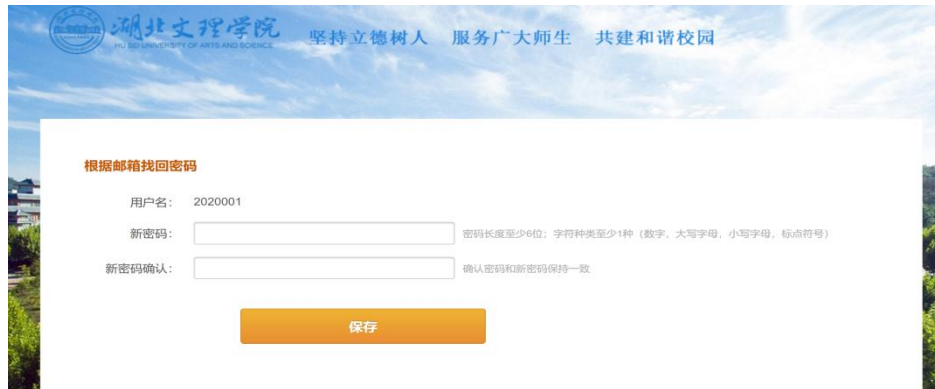 湖北文理学院
HU BEI UNIVERSITY OF ARTS AND SCIENCE
坚持立德树人 服务广大师生 共建和谐校园
根据邮箱找回密码
用户名： 2020001
新密码： 密码长度至少6位；字符种类至少1种（数字，大写字母，小写字母，标点符号）
新密码确认： 确认密码和新密码保持一致
保存